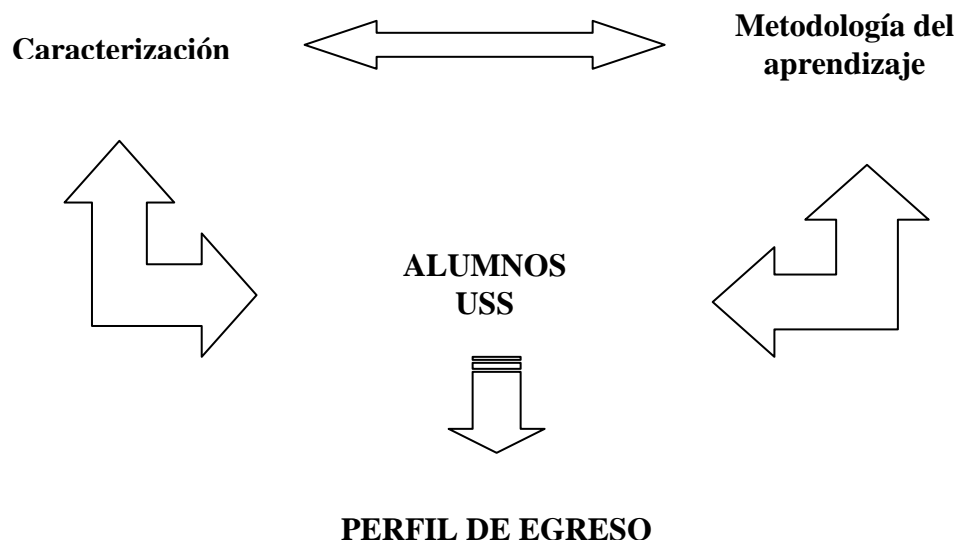 Caracterización
Metodología del
aprendizaje
ALUMNOS
USS
PERFIL DE EGRESO